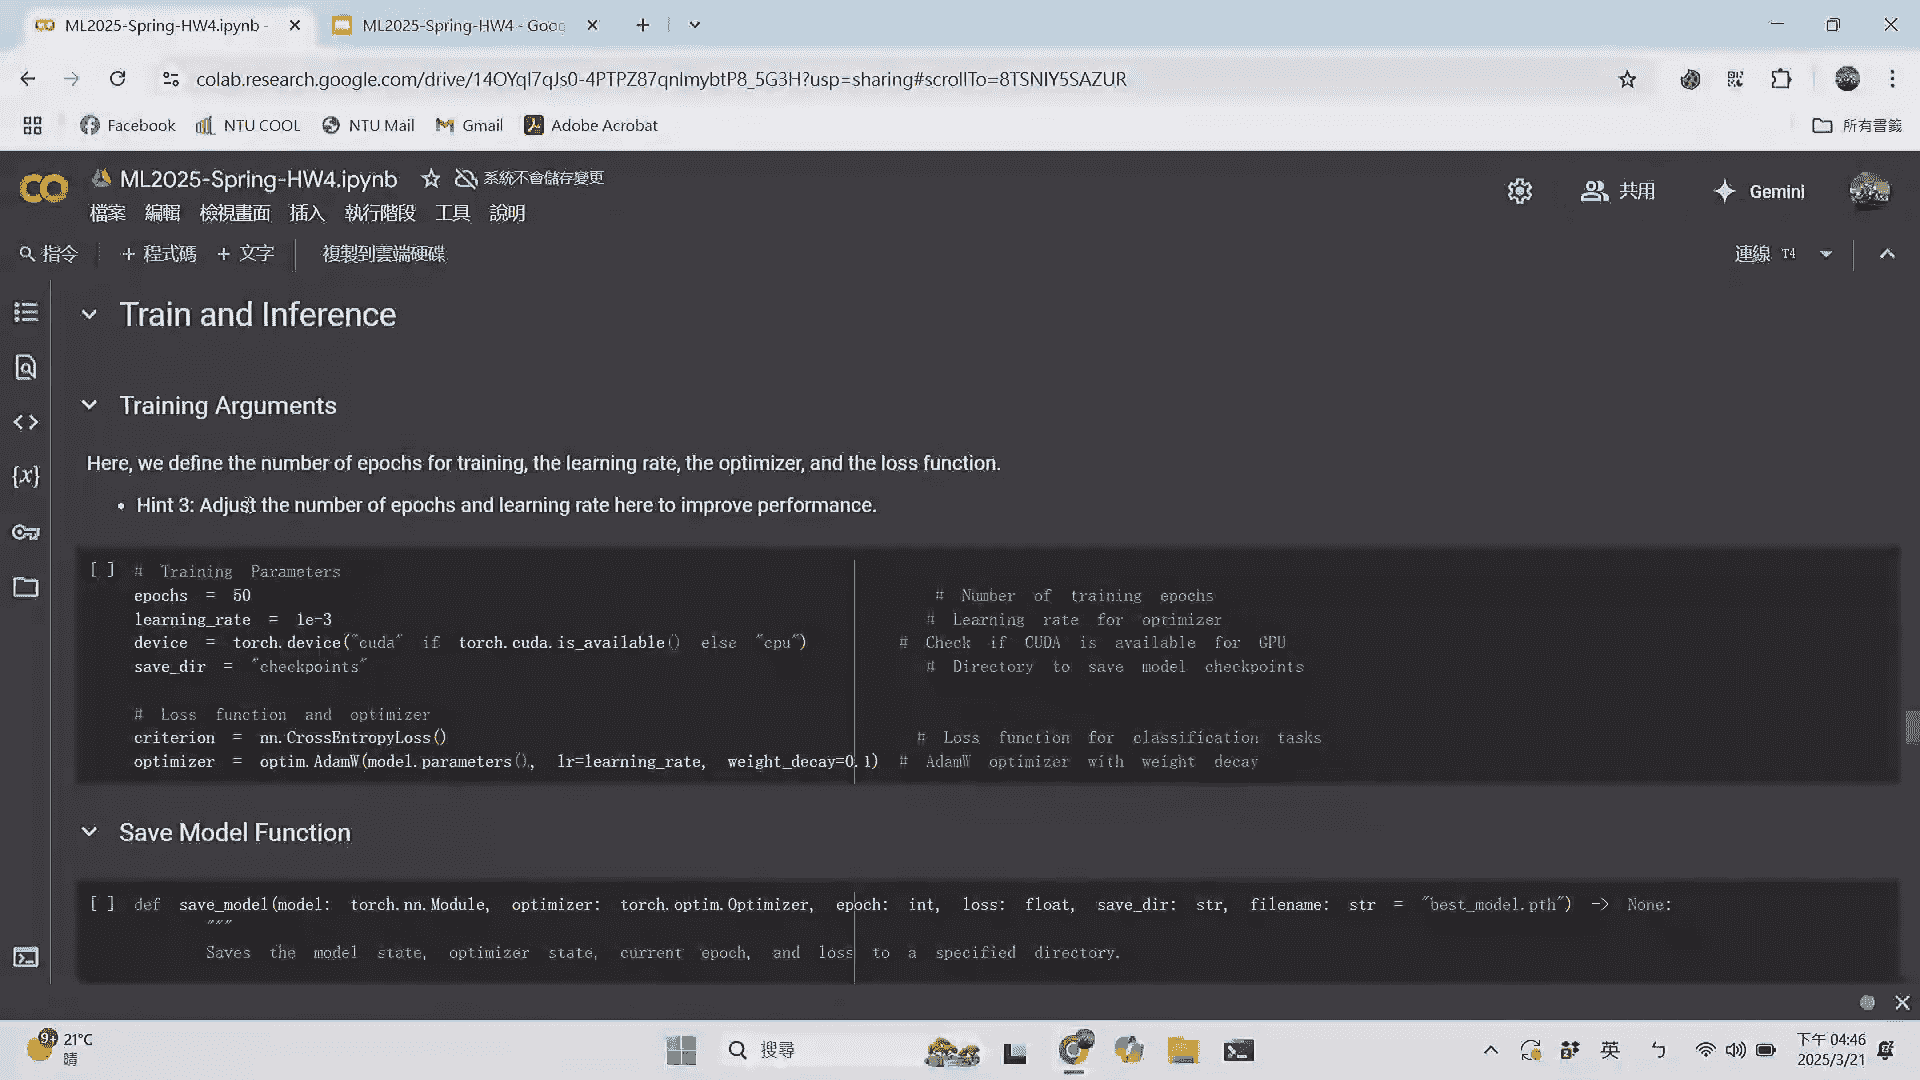 ML2025-Spring-HW4.ipynb -
ML2025-Spring-HW4 - Goog
colab.research.google.com/drive/14OYqI7qJs0-4PTPZ87qnlmybtP8_5G3H?usp=sharing#scrollTo=8TSNIY5SAZUR
Facebook
NTU COOL
NTU Mail
Gmail
Adobe Acrobat
所有書籤
ML2025-Spring-HW4.ipynb
系統不會儲存變更
檔案 編輯 檢視畫面 插入 執行階段 工具 說明
共用
Gemini
指令 + 程式碼 + 文字 複製到雲端硬碟
連線 T4
Train and Inference
Training Arguments
Here, we define the number of epochs for training, the learning rate, the optimizer, and the loss function.
• Hint 3: Adjust the number of epochs and learning rate here to improve performance.
[ ] # Training Parameters
epochs = 50 # Number of training epochs
learning_rate = 1e-3 # Learning rate for optimizer
device = torch.device("cuda" if torch.cuda.is_available() else "cpu") # Check if CUDA is available for GPU
save_dir = "checkpoints" # Directory to save model checkpoints
# Loss function and optimizer
criterion = nn.CrossEntropyLoss() # Loss function for classification tasks
optimizer = optim.AdamW(model.parameters(), lr=learning_rate, weight_decay=0.1) # AdamW optimizer with weight decay
Save Model Function
[ ] def save_model(model: torch.nn.Module, optimizer: torch.optim.Optimizer, epoch: int, loss: float, save_dir: str, filename: str = "best_model.pth") -> None:
"""
Saves the model state, optimizer state, current epoch, and loss to a specified directory.
9+
21°C
晴
搜尋
英
ㄅ
下午 04:46
2025/3/21